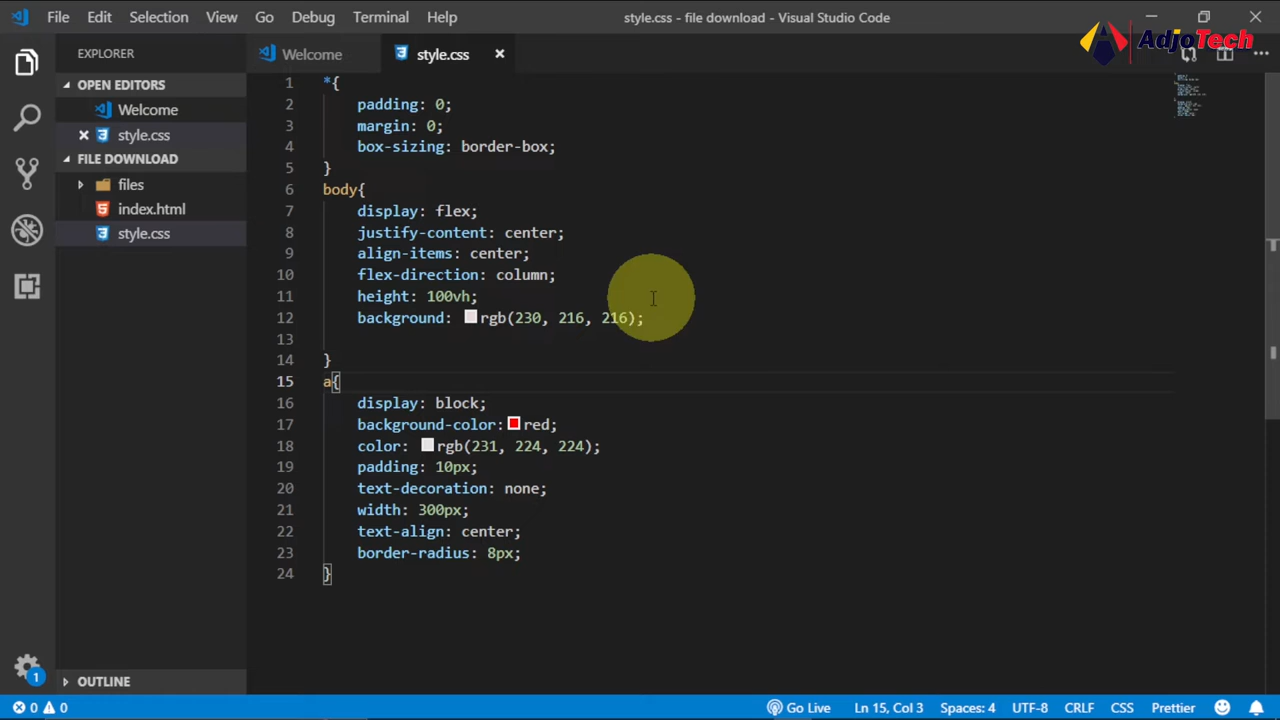 File Edit Selection View Go Debug Terminal Help style.css - file download - Visual Studio Code
AdjoTech
EXPLORER
OPEN EDITORS
Welcome
style.css
FILE DOWNLOAD
files
index.html
style.css
OUTLINE
1
Welcome style.css
1 *{
2 padding: 0;
3 margin: 0;
4 box-sizing: border-box;
5 }
6 body{
7 display: flex;
8 justify-content: center;
9 align-items: center;
10 flex-direction: column;
11 height: 100vh;
12 background: rgb(230, 216, 216);
13
14 }
15 a{
16 display: block;
17 background-color: red;
18 color: rgb(231, 224, 224);
19 padding: 10px;
20 text-decoration: none;
21 width: 300px;
22 text-align: center;
23 border-radius: 8px;
24 }
0 0 Go Live Ln 15, Col 3 Spaces: 4 UTF-8 CRLF CSS Prettier